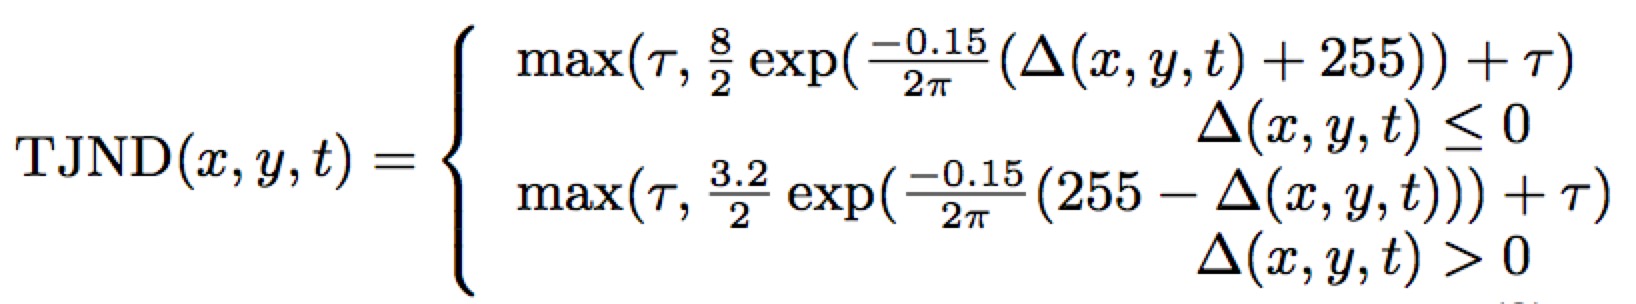 max(τ, 8/2 exp(−0.15/2π (Δ(x, y, t) + 255)) + τ)
Δ(x, y, t) ≤ 0
TJND(x, y, t) = {
max(τ, 3.2/2 exp(−0.15/2π (255 − Δ(x, y, t))) + τ)
Δ(x, y, t) > 0